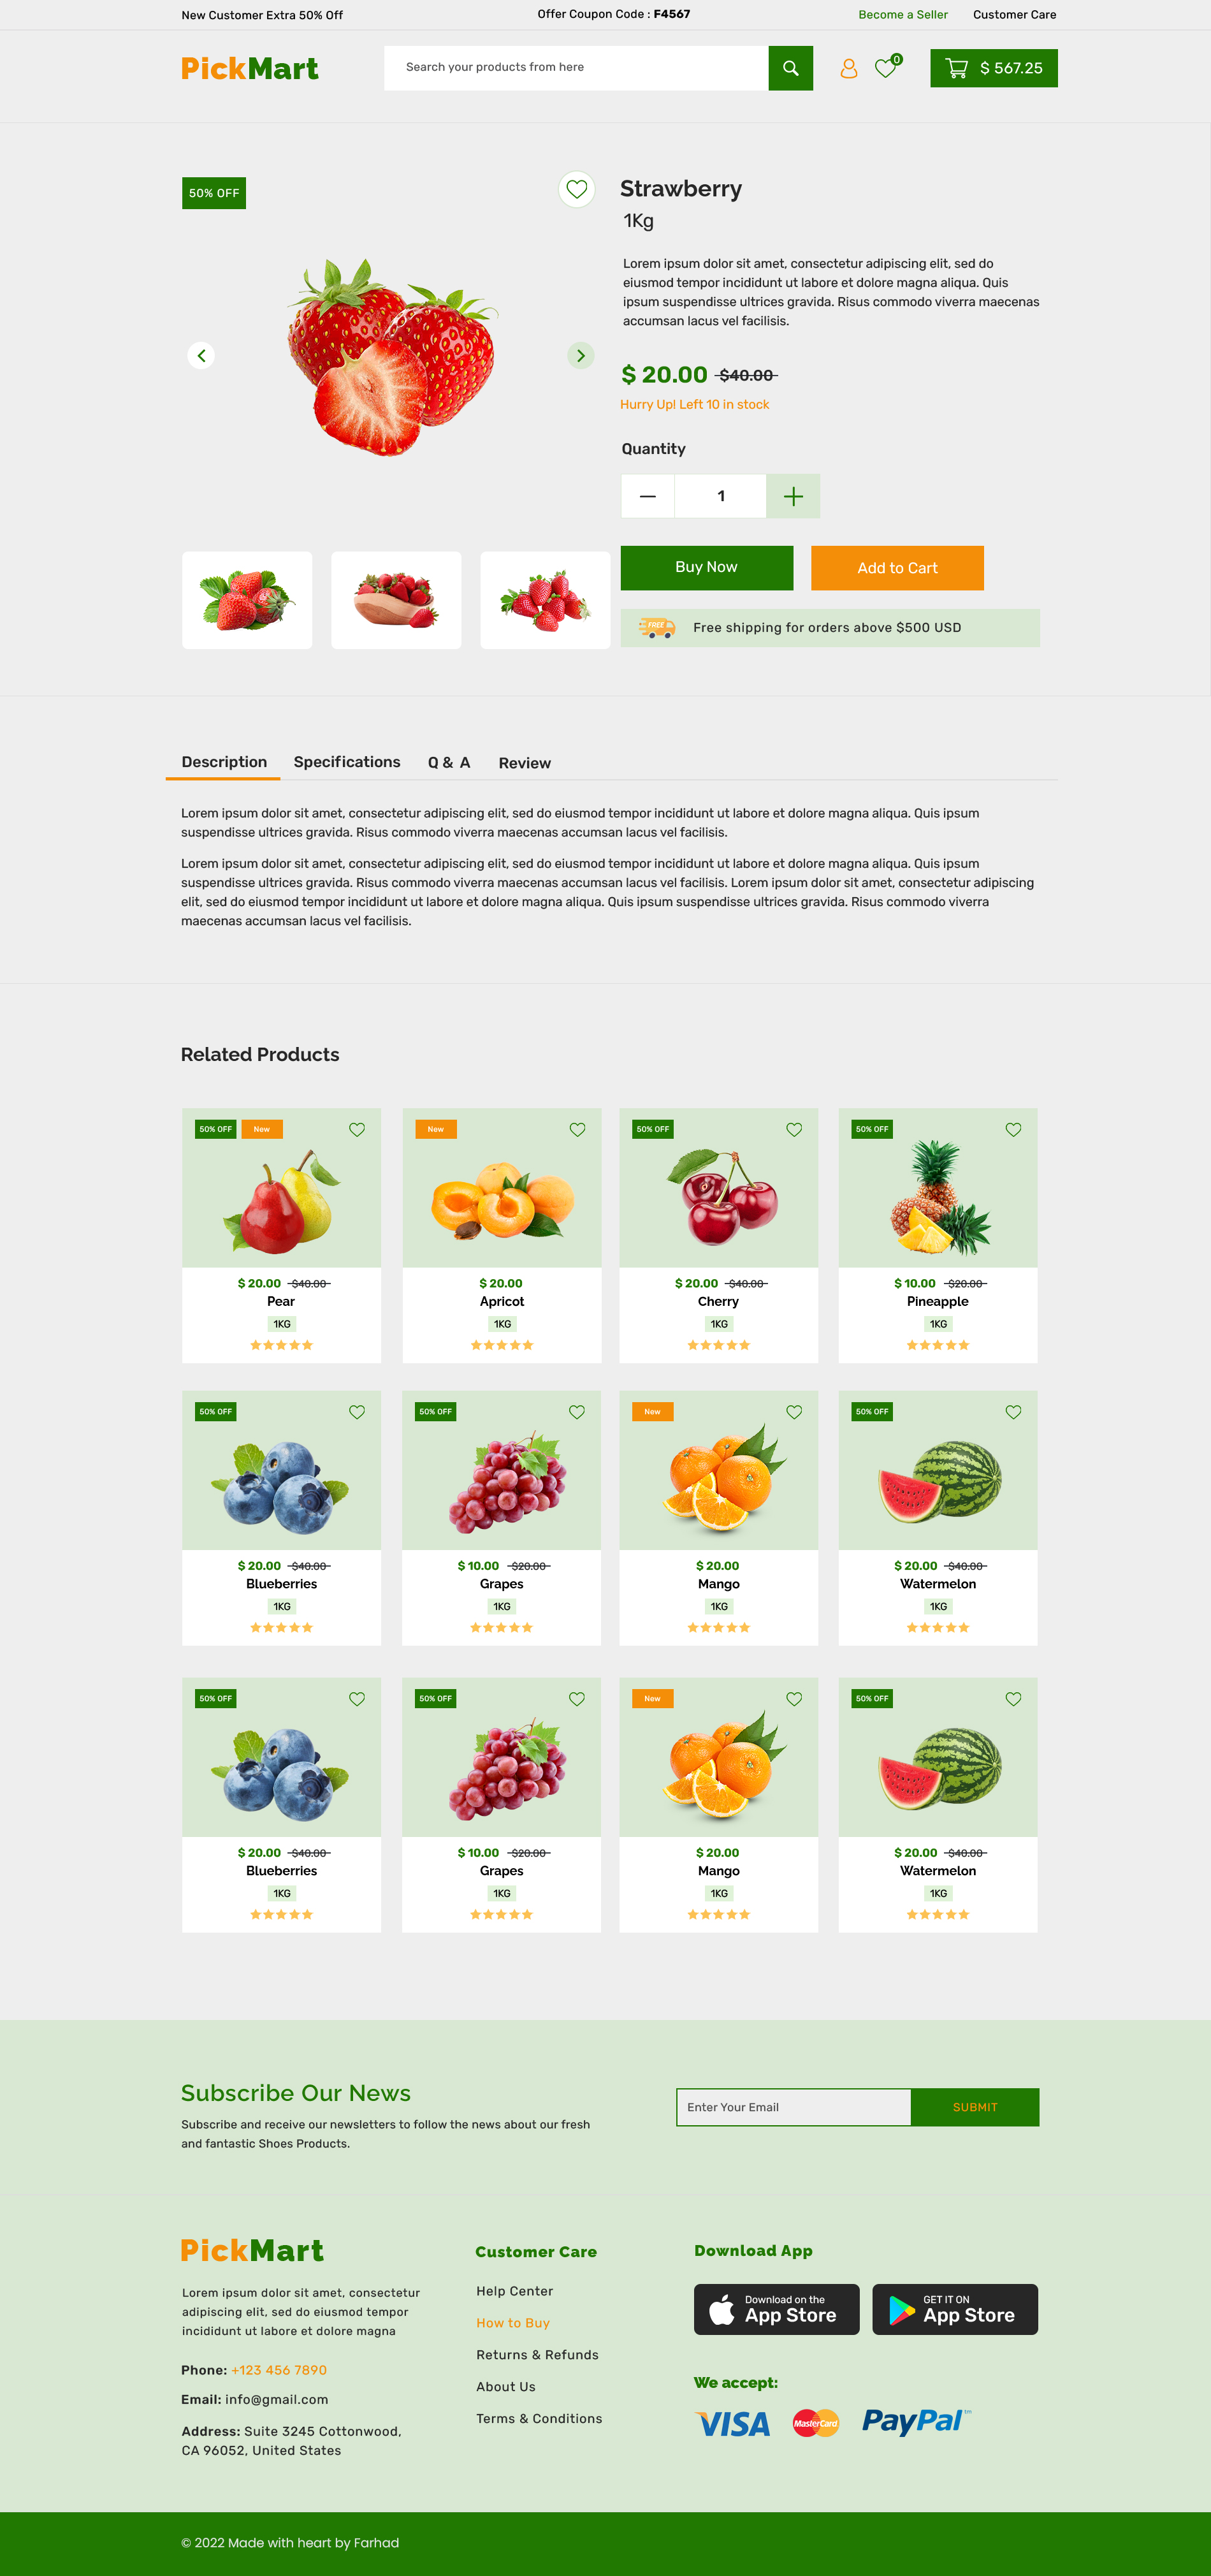 New Customer Extra 50% Off
Offer Coupon Code : F4567
Become a Seller
Customer Care
PickMart
Search your products from here
0
$ 567.25
50% OFF
Strawberry
1Kg
Lorem ipsum dolor sit amet, consectetur adipiscing elit, sed do
eiusmod tempor incididunt ut labore et dolore magna aliqua. Quis
ipsum suspendisse ultrices gravida. Risus commodo viverra maecenas
accumsan lacus vel facilisis.
$ 20.00 $40.00
Hurry Up! Left 10 in stock
Quantity
1
Buy Now
Add to Cart
FREE
Free shipping for orders above $500 USD
Description
Specifications
Q & A
Review
Lorem ipsum dolor sit amet, consectetur adipiscing elit, sed do eiusmod tempor incididunt ut labore et dolore magna aliqua. Quis ipsum
suspendisse ultrices gravida. Risus commodo viverra maecenas accumsan lacus vel facilisis.
Lorem ipsum dolor sit amet, consectetur adipiscing elit, sed do eiusmod tempor incididunt ut labore et dolore magna aliqua. Quis ipsum
suspendisse ultrices gravida. Risus commodo viverra maecenas accumsan lacus vel facilisis. Lorem ipsum dolor sit amet, consectetur adipiscing
elit, sed do eiusmod tempor incididunt ut labore et dolore magna aliqua. Quis ipsum suspendisse ultrices gravida. Risus commodo viverra
maecenas accumsan lacus vel facilisis.
Related Products
50% OFF
New
$ 20.00 $40.00
Pear
1KG
New
$ 20.00
Apricot
1KG
50% OFF
$ 20.00 $40.00
Cherry
1KG
50% OFF
$ 10.00 $20.00
Pineapple
1KG
50% OFF
$ 20.00 $40.00
Blueberries
1KG
50% OFF
$ 10.00 $20.00
Grapes
1KG
New
$ 20.00
Mango
1KG
50% OFF
$ 20.00 $40.00
Watermelon
1KG
50% OFF
$ 20.00 $40.00
Blueberries
1KG
50% OFF
$ 10.00 $20.00
Grapes
1KG
New
$ 20.00
Mango
1KG
50% OFF
$ 20.00 $40.00
Watermelon
1KG
Subscribe Our News
Subscribe and receive our newsletters to follow the news about our fresh
and fantastic Shoes Products.
Enter Your Email
SUBMIT
PickMart
Lorem ipsum dolor sit amet, consectetur
adipiscing elit, sed do eiusmod tempor
incididunt ut labore et dolore magna
Phone: +123 456 7890
Email: info@gmail.com
Address: Suite 3245 Cottonwood,
CA 96052, United States
Customer Care
Help Center
How to Buy
Returns & Refunds
About Us
Terms & Conditions
Download App
Download on the
App Store
GET IT ON
App Store
We accept:
VISA
MasterCard
PayPal™
© 2022 Made with heart by Farhad